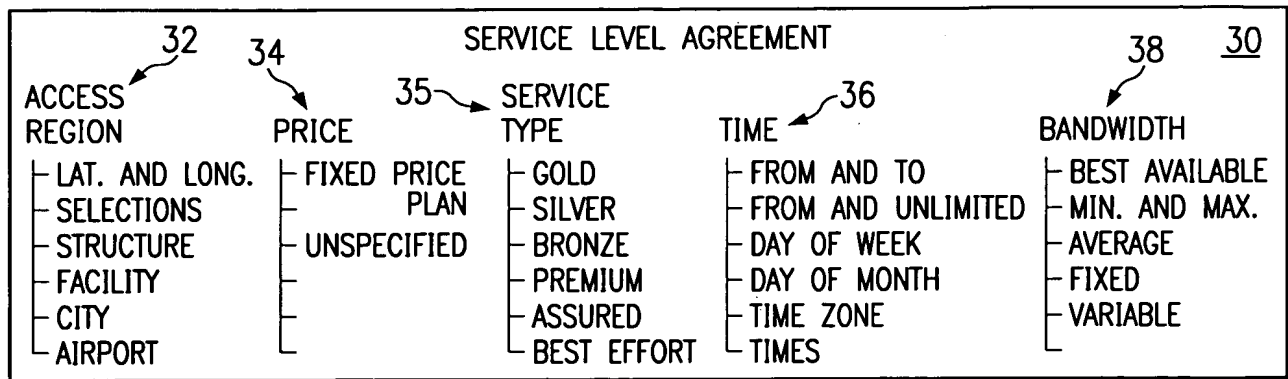 SERVICE LEVEL AGREEMENT
30
32
ACCESS
REGION
LAT. AND LONG.
SELECTIONS
STRUCTURE
FACILITY
CITY
AIRPORT
34
PRICE
FIXED PRICE
PLAN
UNSPECIFIED
35
SERVICE
TYPE
GOLD
SILVER
BRONZE
PREMIUM
ASSURED
BEST EFFORT
36
TIME
FROM AND TO
FROM AND UNLIMITED
DAY OF WEEK
DAY OF MONTH
TIME ZONE
TIMES
38
BANDWIDTH
BEST AVAILABLE
MIN. AND MAX.
AVERAGE
FIXED
VARIABLE